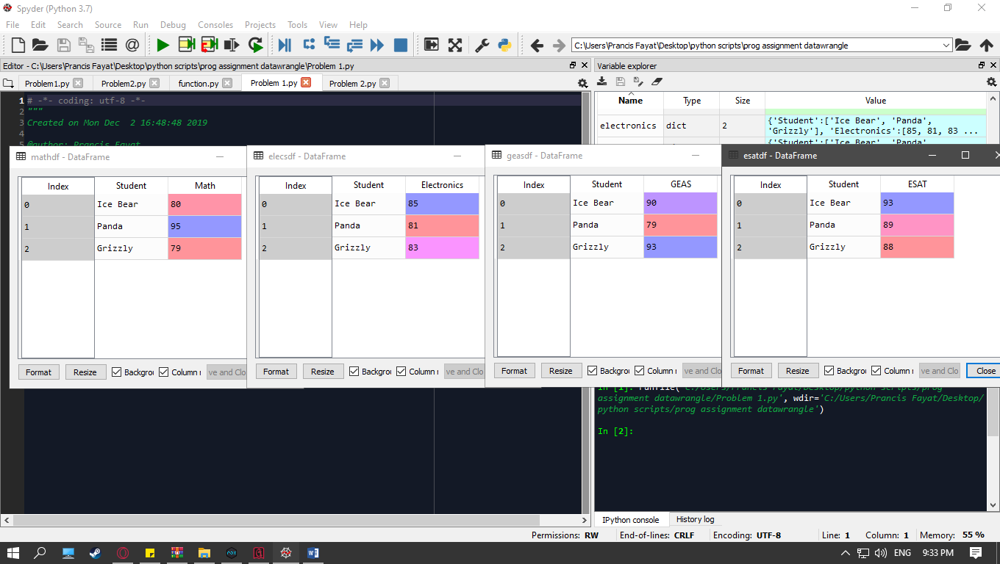 Spyder (Python 3.7)
File Edit Search Source Run Debug Consoles Projects Tools View Help
C:\Users\Prancis Fayat\Desktop\python scripts\prog assignment datawrangle
Editor - C:\Users\Prancis Fayat\Desktop\python scripts\prog assignment datawrangle\Problem 1.py
Problem1.py Problem2.py function.py Problem 1.py Problem 2.py
1 # -*- coding: utf-8 -*-
2 """
3 Created on Mon Dec  2 16:48:48 2019
4
5 @author: Prancis Fayat
Variable explorer
Name Type Size Value
electronics dict 2 {'Student':['Ice Bear', 'Panda',
'Grizzly'], 'Electronics':[85, 81, 83 ...
{'Student':['Ice Bear', 'Panda',
mathdf - DataFrame
Index Student Math
0 Ice Bear 80
1 Panda 95
2 Grizzly 79
Format Resize Backgrou Column ve and Clo
elecsdf - DataFrame
Index Student Electronics
0 Ice Bear 85
1 Panda 81
2 Grizzly 83
Format Resize Backgrou Column ve and Clo
geasdf - DataFrame
Index Student GEAS
0 Ice Bear 90
1 Panda 79
2 Grizzly 93
Format Resize Backgrou Column ve and Clo
esatdf - DataFrame
Index Student ESAT
0 Ice Bear 93
1 Panda 89
2 Grizzly 88
Format Resize Backgrou Column ve and Clo Close
In [1]: runfile('C:/Users/Prancis Fayat/Desktop/python scripts/prog
assignment datawrangle/Problem 1.py', wdir='C:/Users/Prancis Fayat/Desktop/
python scripts/prog assignment datawrangle')
In [2]:
IPython console History log
Permissions: RW End-of-lines: CRLF Encoding: UTF-8 Line: 1 Column: 1 Memory: 55 %
ENG 9:33 PM